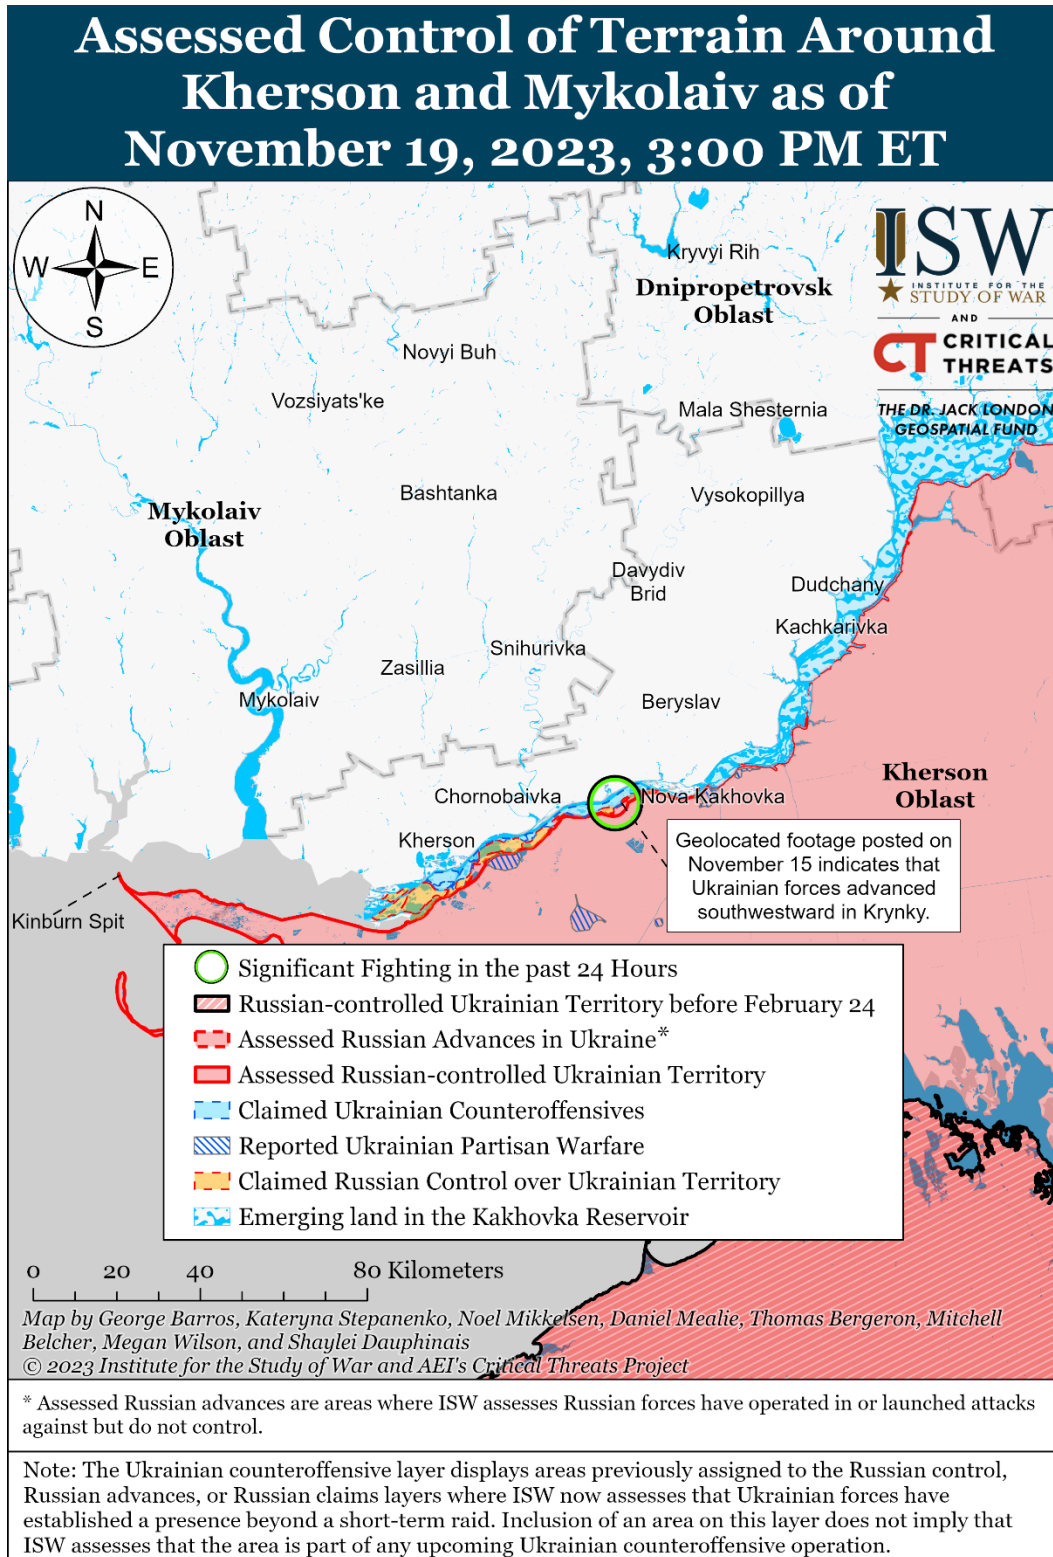 Assessed Control of Terrain Around
Kherson and Mykolaiv as of
November 19, 2023, 3:00 PM ET
N
W
E
S
ISW
INSTITUTE FOR THE
STUDY OF WAR
AND
CT CRITICAL
THREATS
THE DR. JACK LONDON
GEOSPATIAL FUND
Kryvyi Rih
Dnipropetrovsk
Oblast
Novyi Buh
Vozsiyats'ke
Mala Shesternia
Bashtanka
Vysokopillya
Mykolaiv
Oblast
Davydiv
Brid
Dudchany
Kachkarivka
Snihurivka
Zasillia
Mykolaiv
Beryslav
Kherson
Oblast
Chornobaivka
Nova Kakhovka
Kherson
Geolocated footage posted on
November 15 indicates that
Ukrainian forces advanced
southwestward in Krynky.
Kinburn Spit
Significant Fighting in the past 24 Hours
Russian-controlled Ukrainian Territory before February 24
Assessed Russian Advances in Ukraine*
Assessed Russian-controlled Ukrainian Territory
Claimed Ukrainian Counteroffensives
Reported Ukrainian Partisan Warfare
Claimed Russian Control over Ukrainian Territory
Emerging land in the Kakhovka Reservoir
0 20 40 80 Kilometers
Map by George Barros, Kateryna Stepanenko, Noel Mikkelsen, Daniel Mealie, Thomas Bergeron, Mitchell
Belcher, Megan Wilson, and Shaylei Dauphinais
© 2023 Institute for the Study of War and AEI's Critical Threats Project
* Assessed Russian advances are areas where ISW assesses Russian forces have operated in or launched attacks
against but do not control.
Note: The Ukrainian counteroffensive layer displays areas previously assigned to the Russian control,
Russian advances, or Russian claims layers where ISW now assesses that Ukrainian forces have
established a presence beyond a short-term raid. Inclusion of an area on this layer does not imply that
ISW assesses that the area is part of any upcoming Ukrainian counteroffensive operation.